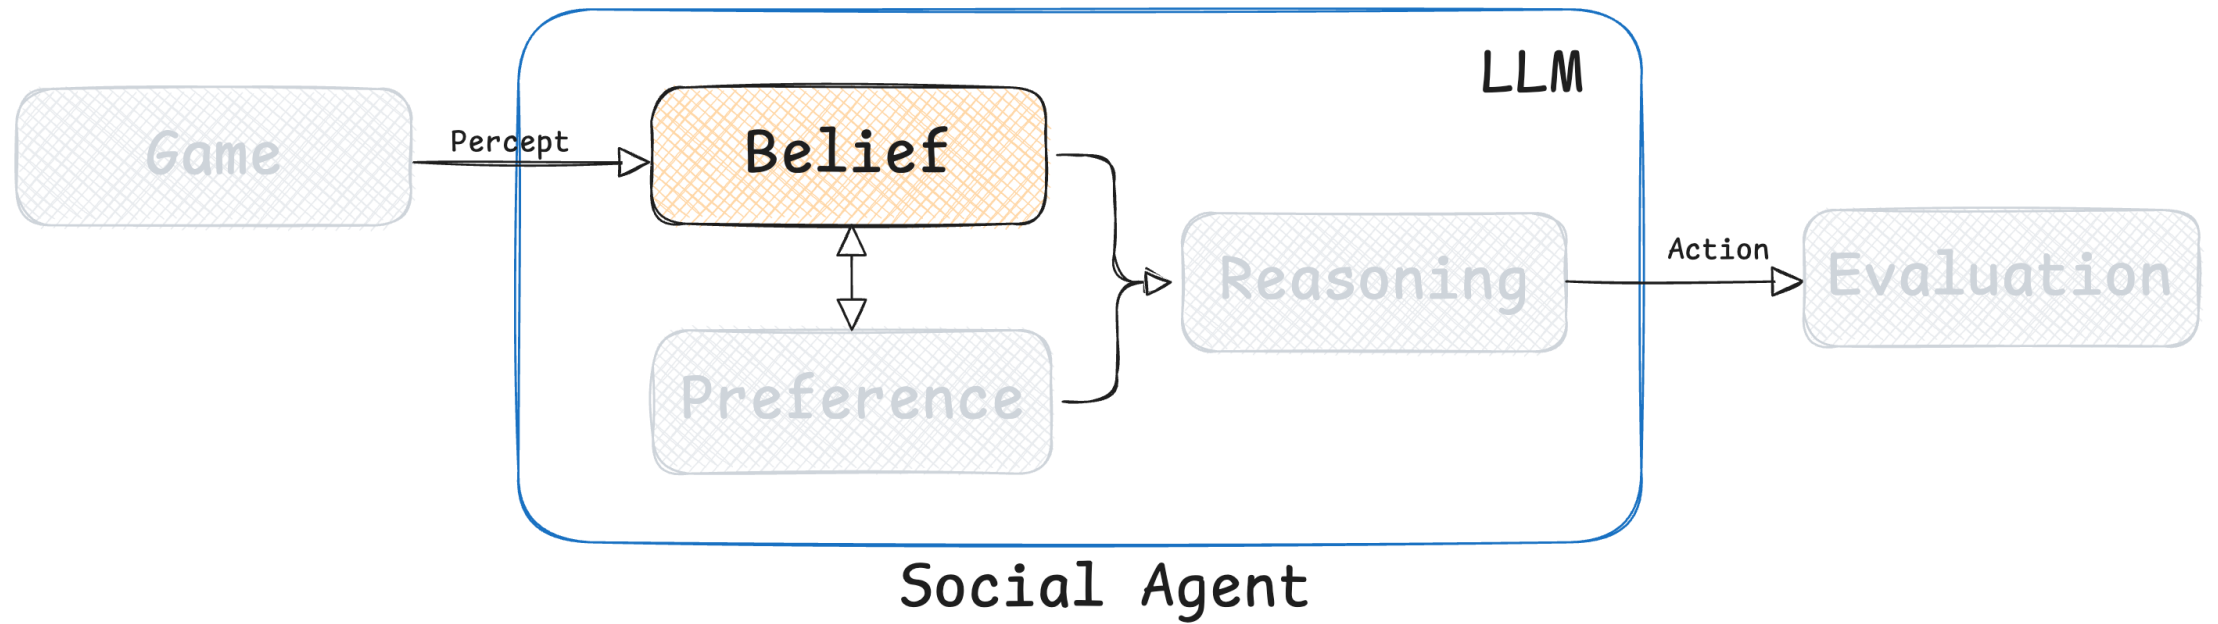 LLM
Game
Percept
Belief
Preference
Reasoning
Action
Evaluation
Social Agent